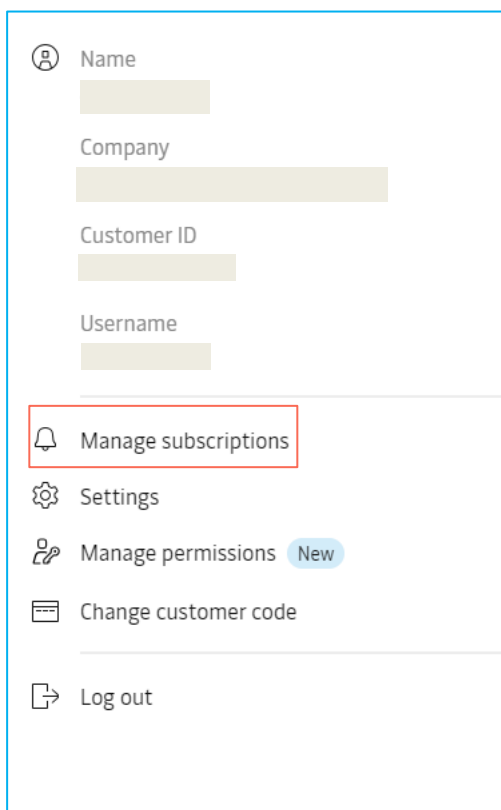 Name
Company
Customer ID
Username
Manage subscriptions
Settings
Manage permissions New
Change customer code
Log out